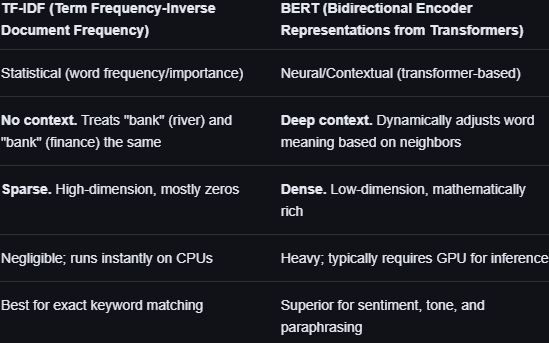 TF-IDF (Term Frequency-Inverse
Document Frequency)
BERT (Bidirectional Encoder
Representations from Transformers)
Statistical (word frequency/importance)
Neural/Contextual (transformer-based)
No context. Treats "bank" (river) and
"bank" (finance) the same
Deep context. Dynamically adjusts word
meaning based on neighbors
Sparse. High-dimension, mostly zeros
Dense. Low-dimension, mathematically
rich
Negligible; runs instantly on CPUs
Heavy; typically requires GPU for inference
Best for exact keyword matching
Superior for sentiment, tone, and
paraphrasing